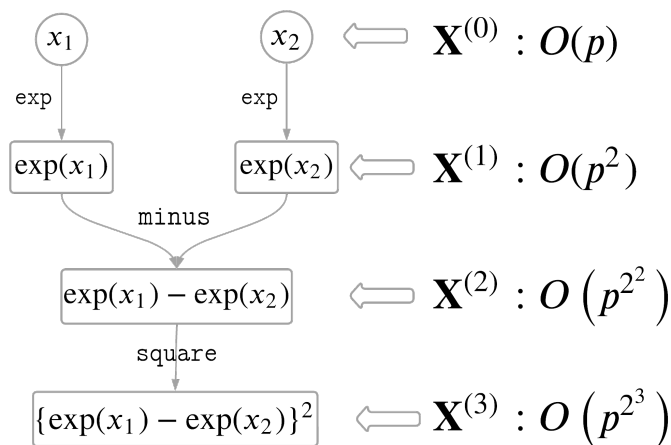 x₁ x₂ X⁽⁰⁾ : O(p)
exp exp
exp(x₁) exp(x₂) X⁽¹⁾ : O(p²)
minus
exp(x₁) − exp(x₂) X⁽²⁾ : O (p^{2^2})
square
{exp(x₁) − exp(x₂)}² X⁽³⁾ : O (p^{2^3})